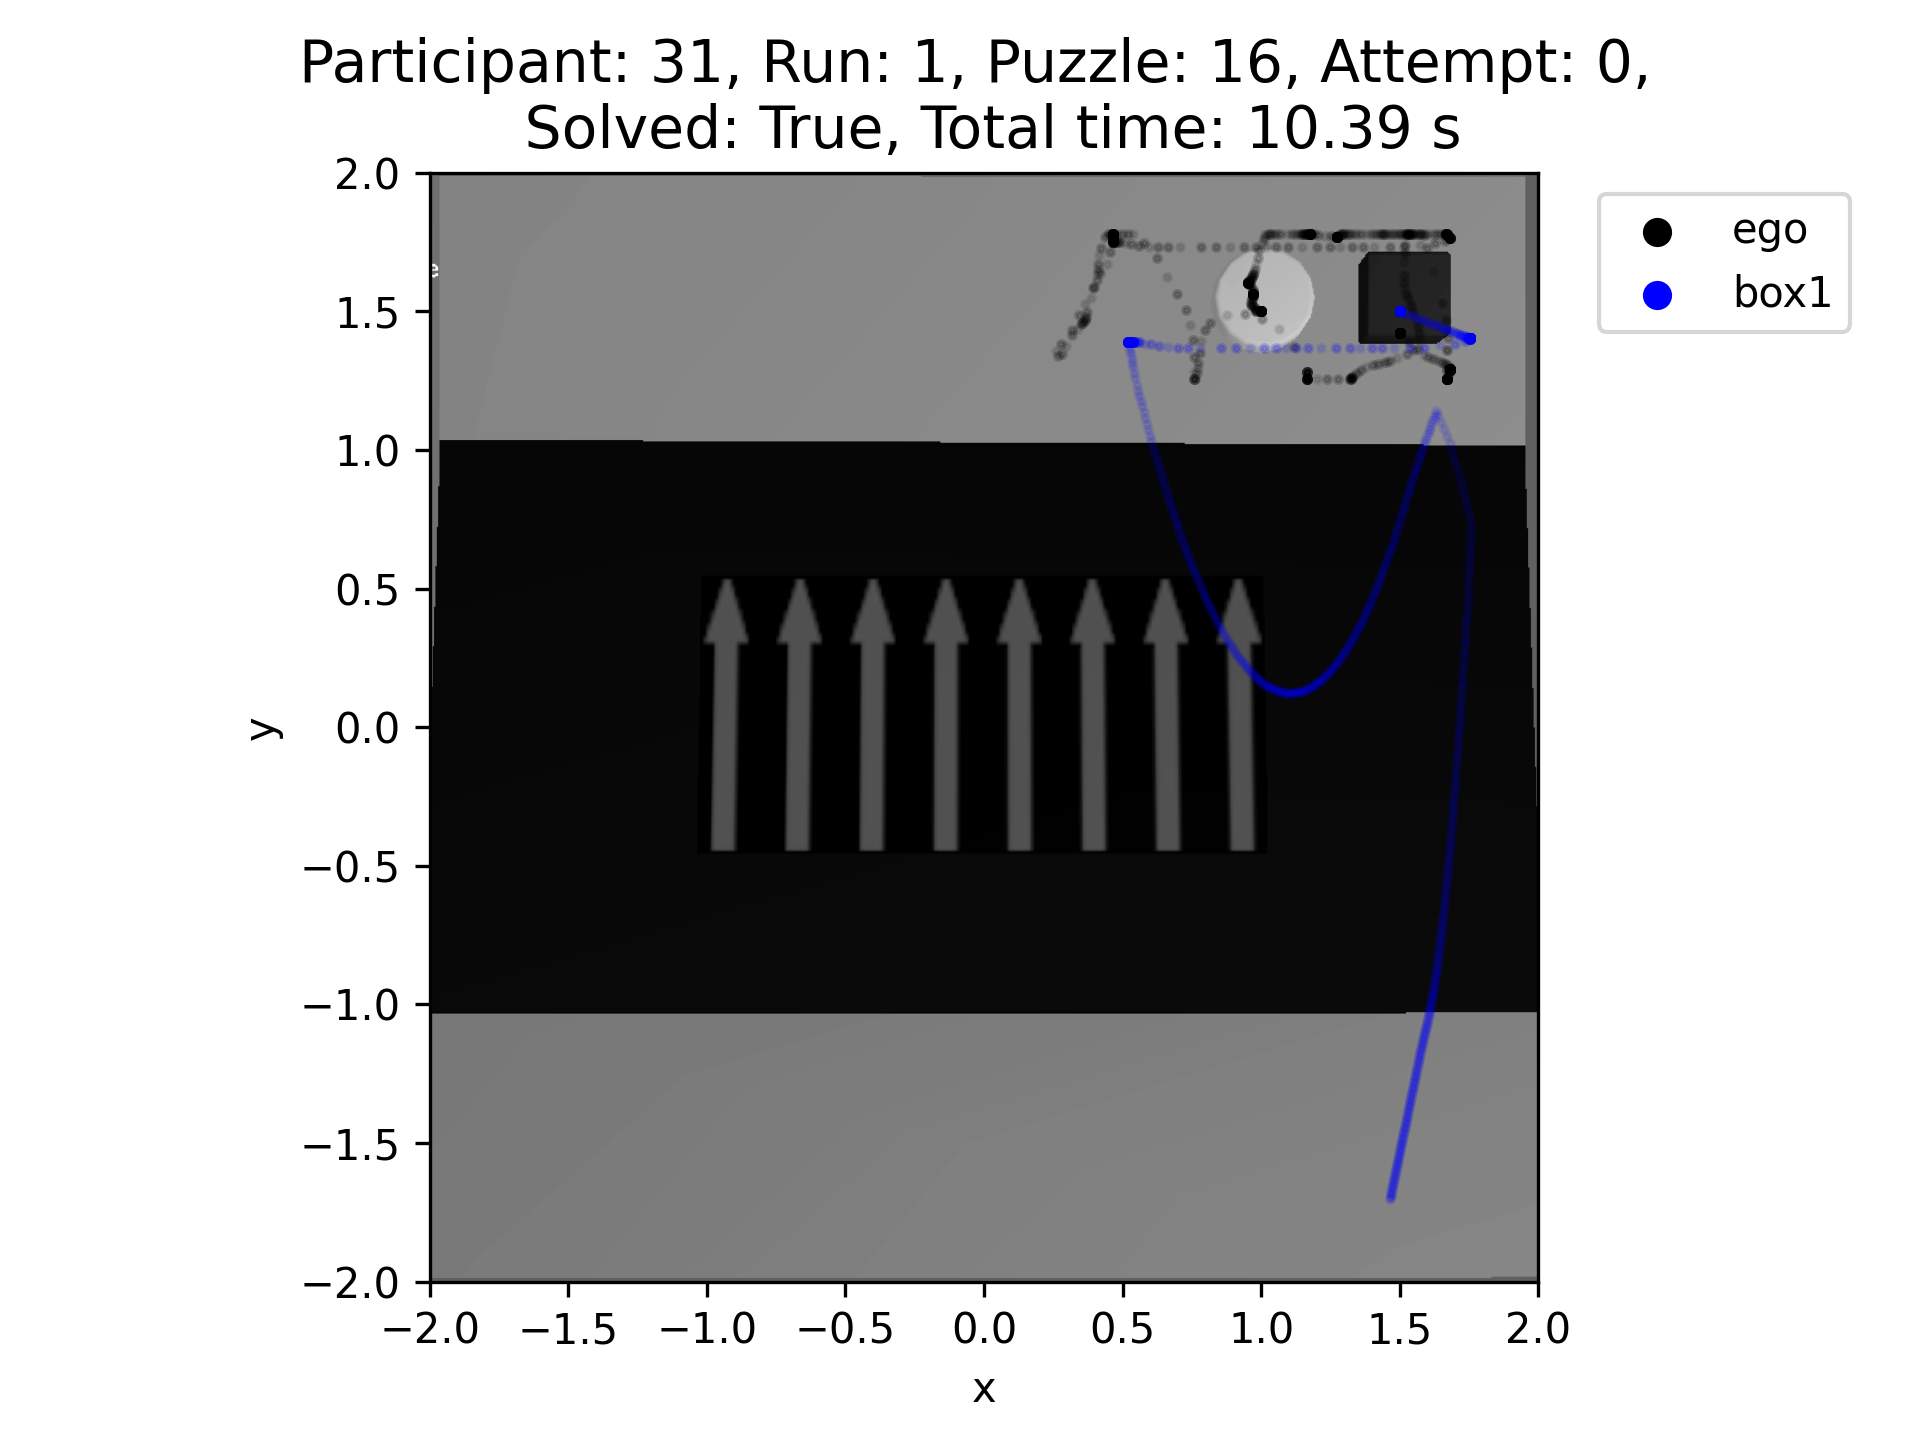 Participant: 31, Run: 1, Puzzle: 16, Attempt: 0,
Solved: True, Total time: 10.39 s
ego
box1
2.0
1.5
1.0
0.5
0.0
−0.5
−1.0
−1.5
−2.0
y
−2.0 −1.5 −1.0 −0.5 0.0 0.5 1.0 1.5 2.0
x